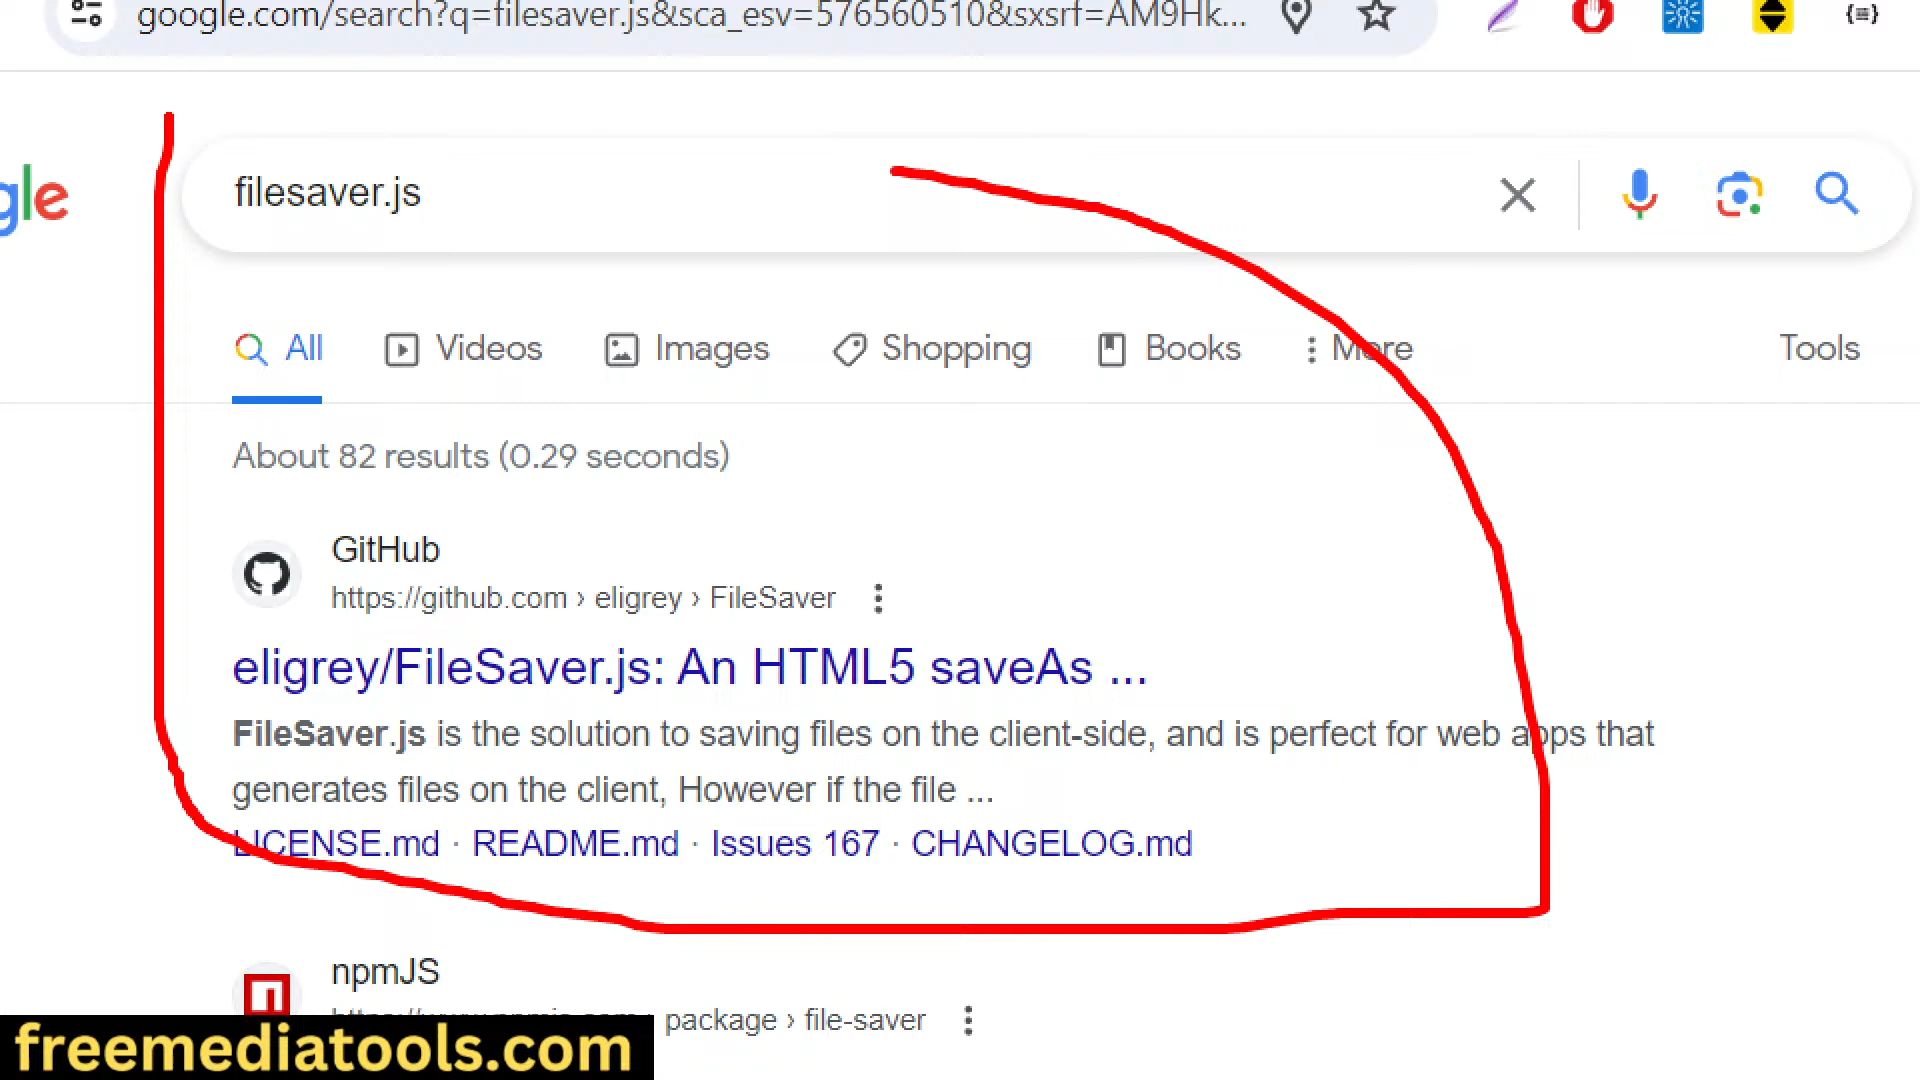 google.com/search?q=filesaver.js&sca_esv=576560510&sxsrf=AM9Hk...
gle
filesaver.js
All Videos Images Shopping Books More Tools
About 82 results (0.29 seconds)
GitHub
https://github.com › eligrey › FileSaver
eligrey/FileSaver.js: An HTML5 saveAs ...
FileSaver.js is the solution to saving files on the client-side, and is perfect for web apps that
generates files on the client, However if the file ...
LICENSE.md · README.md · Issues 167 · CHANGELOG.md
npmJS
package › file-saver
freemediatools.com